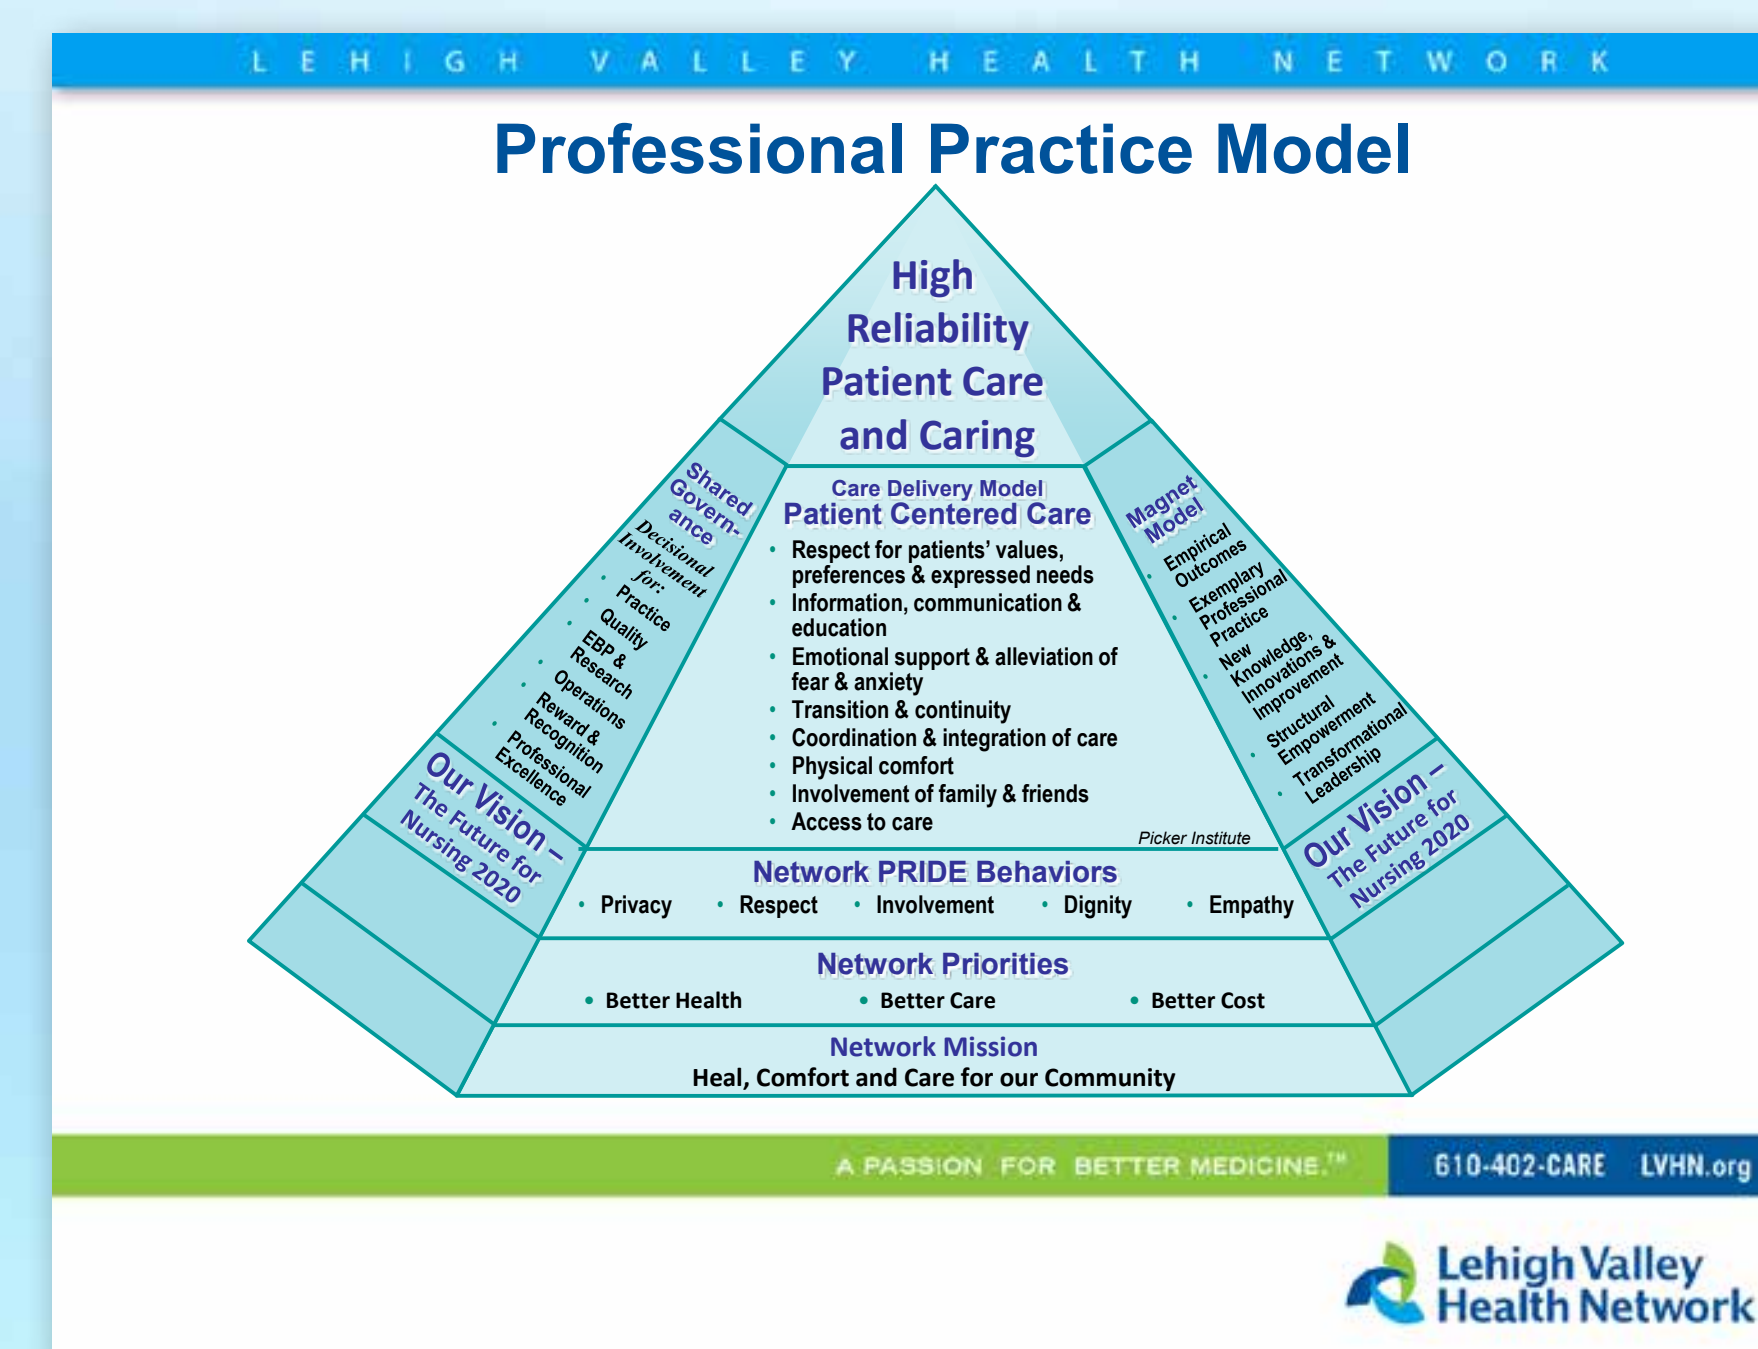 LEHIGH VALLEY HEALTH NETWORK
Professional Practice Model
High
Reliability
Patient Care
and Caring
Shared
Govern-
ance
Decisional
Involvement
for:
• Practice
• Quality
• EBP &
Research
• Operations
• Reward &
Recognition
• Professional
Excellence
Our Vision –
The Future for
Nursing 2020
Care Delivery Model
Patient Centered Care
• Respect for patients’ values,
preferences & expressed needs
• Information, communication &
education
• Emotional support & alleviation of
fear & anxiety
• Transition & continuity
• Coordination & integration of care
• Physical comfort
• Involvement of family & friends
• Access to care
Picker Institute
Magnet
Model
• Empirical
Outcomes
• Exemplary
Professional
Practice
• New
Knowledge,
Innovations &
Improvement
• Structural
Empowerment
• Transformational
Leadership
Our Vision –
The Future for
Nursing 2020
Network PRIDE Behaviors
• Privacy • Respect • Involvement • Dignity • Empathy
Network Priorities
• Better Health • Better Care • Better Cost
Network Mission
Heal, Comfort and Care for our Community
A PASSION FOR BETTER MEDICINE.™ 610-402-CARE LVHN.org
Lehigh Valley
Health Network